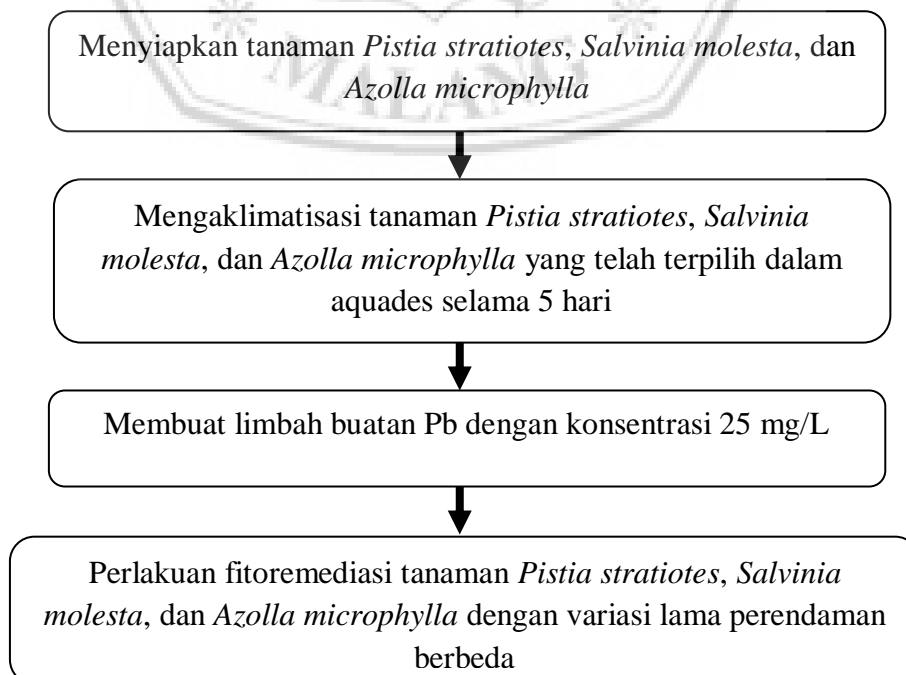 MALANG
Menyiapkan tanaman Pistia stratiotes, Salvinia molesta, dan
Azolla microphylla
Mengaklimatisasi tanaman Pistia stratiotes, Salvinia
molesta, dan Azolla microphylla yang telah terpilih dalam
aquades selama 5 hari
Membuat limbah buatan Pb dengan konsentrasi 25 mg/L
Perlakuan fitoremediasi tanaman Pistia stratiotes, Salvinia
molesta, dan Azolla microphylla dengan variasi lama perendaman
berbeda